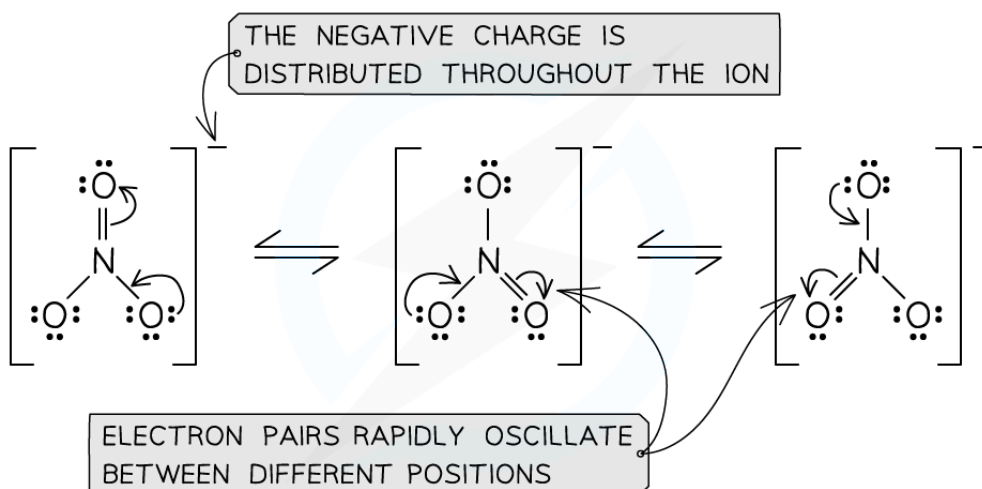 THE NEGATIVE CHARGE IS
DISTRIBUTED THROUGHOUT THE ION
O O O
N N N
O O O O O O
ELECTRON PAIRS RAPIDLY OSCILLATE
BETWEEN DIFFERENT POSITIONS